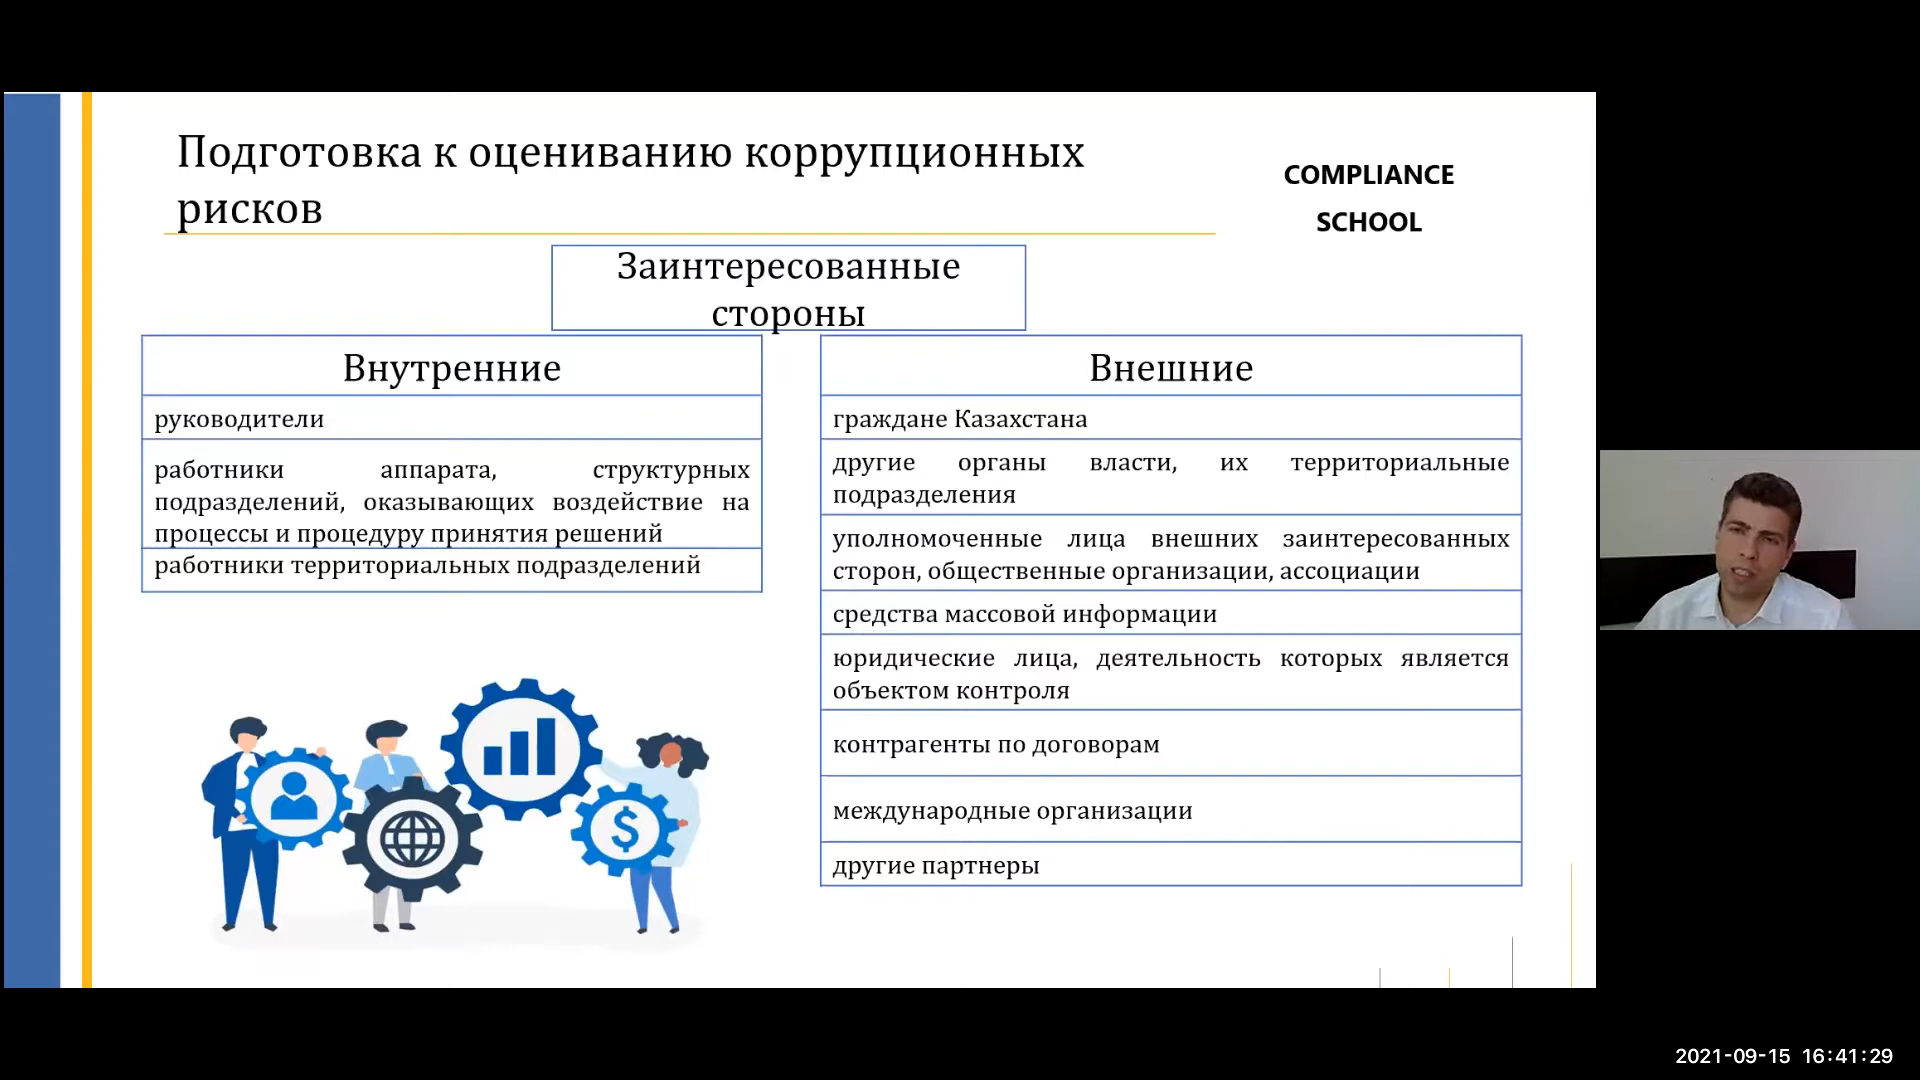 Подготовка к оцениванию коррупционных
рисков
COMPLIANCE
SCHOOL
Заинтересованные
стороны
Внутренние
руководители
работники аппарата, структурных
подразделений, оказывающих воздействие на
процессы и процедуру принятия решений
работники территориальных подразделений
Внешние
граждане Казахстана
другие органы власти, их территориальные
подразделения
уполномоченные лица внешних заинтересованных
сторон, общественные организации, ассоциации
средства массовой информации
юридические лица, деятельность которых является
объектом контроля
контрагенты по договорам
международные организации
другие партнеры
$
2021-09-15 16:41:29